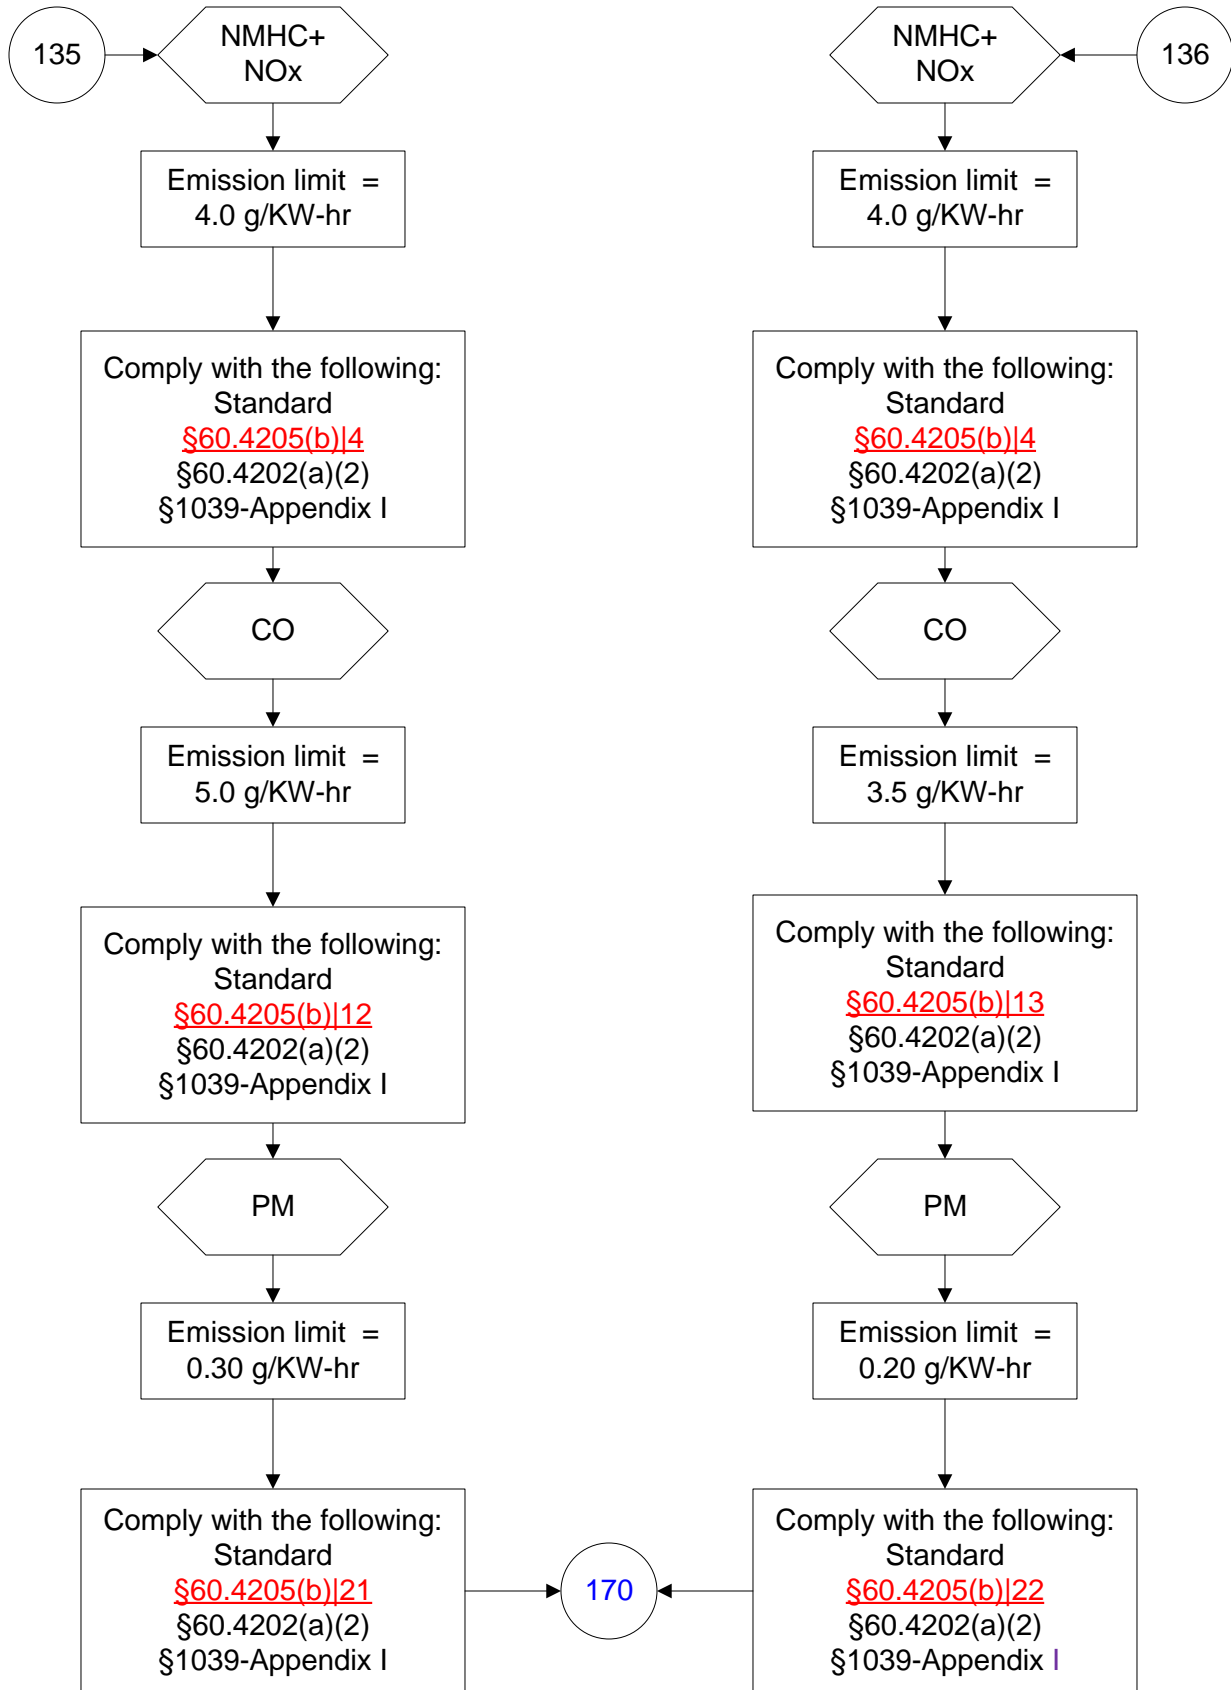 135
NMHC+
NOx
Emission limit  =
4.0 g/KW-hr
Comply with the following:
Standard
§60.4205(b)|4
§60.4202(a)(2)
§1039-Appendix I
CO
Emission limit  =
5.0 g/KW-hr
Comply with the following:
Standard
§60.4205(b)|12
§60.4202(a)(2)
§1039-Appendix I
PM
Emission limit  =
0.30 g/KW-hr
Comply with the following:
Standard
§60.4205(b)|21
§60.4202(a)(2)
§1039-Appendix I
170
NMHC+
NOx
136
Emission limit  =
4.0 g/KW-hr
Comply with the following:
Standard
§60.4205(b)|4
§60.4202(a)(2)
§1039-Appendix I
CO
Emission limit  =
3.5 g/KW-hr
Comply with the following:
Standard
§60.4205(b)|13
§60.4202(a)(2)
§1039-Appendix I
PM
Emission limit  =
0.20 g/KW-hr
Comply with the following:
Standard
§60.4205(b)|22
§60.4202(a)(2)
§1039-Appendix I